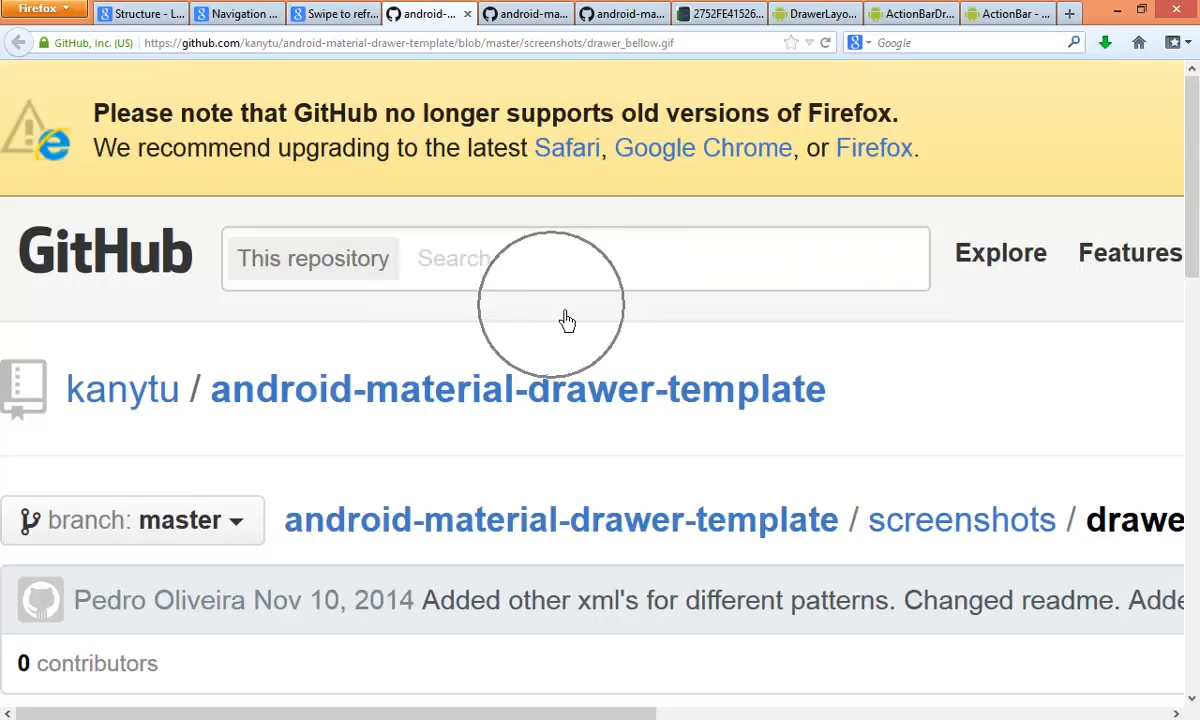 Firefox
Structure - L...
Navigation ...
Swipe to refr...
android-...
android-ma...
android-ma...
2752FE41526...
DrawerLayo...
ActionBarDr...
ActionBar - ...
GitHub, Inc. (US) https://github.com/kanytu/android-material-drawer-template/blob/master/screenshots/drawer_bellow.gif
Google
Please note that GitHub no longer supports old versions of Firefox.
We recommend upgrading to the latest Safari, Google Chrome, or Firefox.
GitHub
This repository Search
Explore Features
kanytu / android-material-drawer-template
branch: master
android-material-drawer-template / screenshots / drawe
Pedro Oliveira Nov 10, 2014 Added other xml's for different patterns. Changed readme. Adde
0 contributors